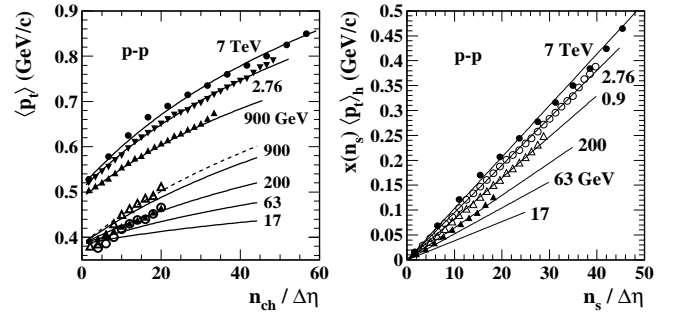 ⟨p_t⟩ (GeV/c)
0.9
0.8
0.7
0.6
0.5
0.4
p-p
7 TeV
2.76
900 GeV
900
200
63
17
0 20 40 60
n_ch / Δη
x(n_s) ⟨p_t⟩_h (GeV/c)
0.5
0.45
0.4
0.35
0.3
0.25
0.2
0.15
0.1
0.05
0
p-p
7 TeV
2.76
0.9
200
63 GeV
17
0 10 20 30 40 50
n_s / Δη